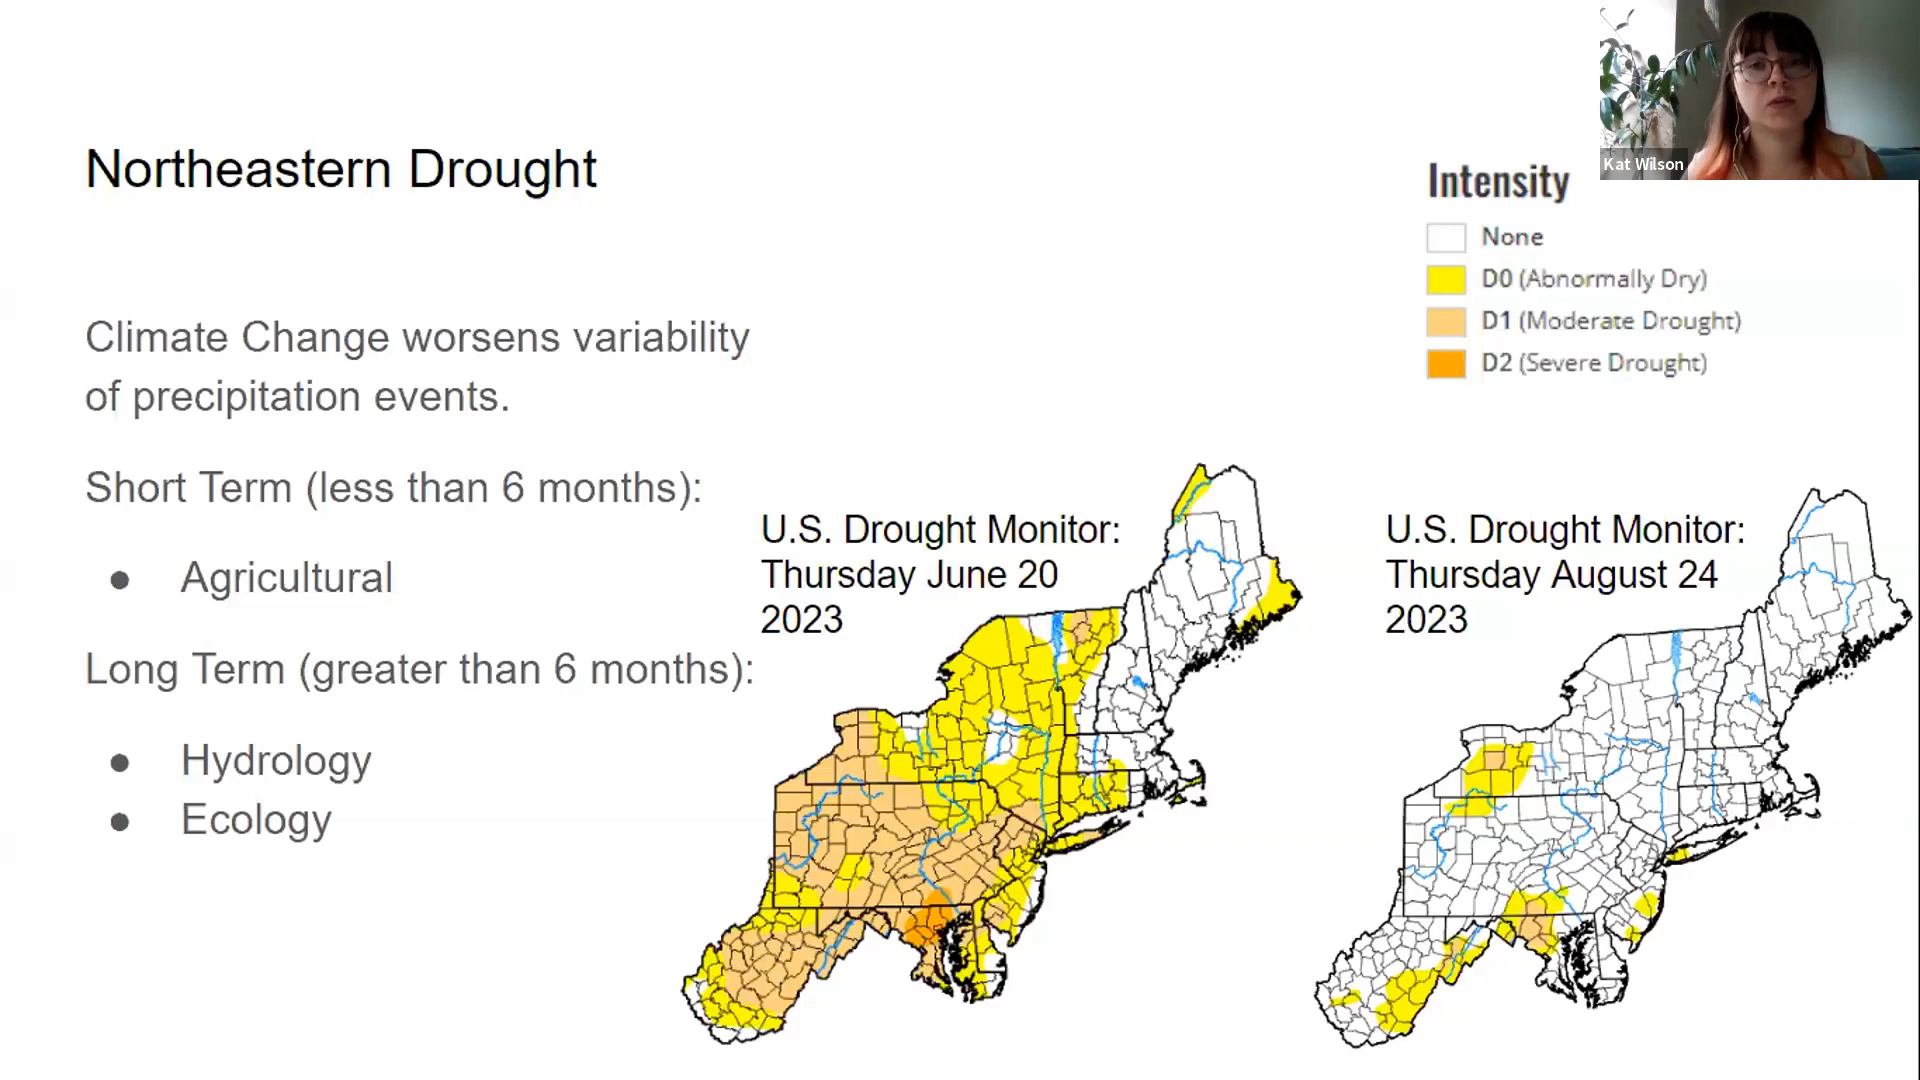 Kat Wilson
Northeastern Drought
Climate Change worsens variability
of precipitation events.
Short Term (less than 6 months):
● Agricultural
Long Term (greater than 6 months):
● Hydrology
● Ecology
Intensity
None
D0 (Abnormally Dry)
D1 (Moderate Drought)
D2 (Severe Drought)
U.S. Drought Monitor:
Thursday June 20
2023
U.S. Drought Monitor:
Thursday August 24
2023